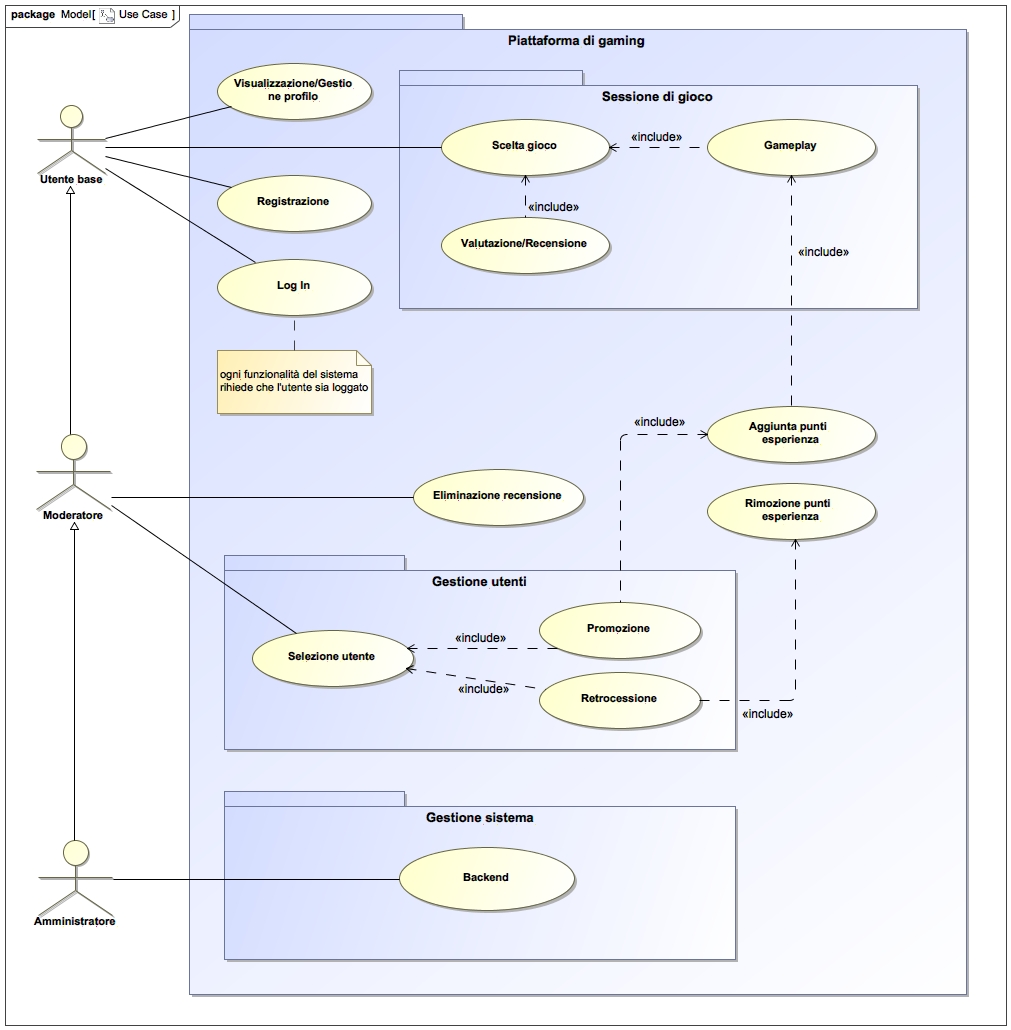 package Model[ Use Case ]
Piattaforma di gaming
Visualizzazione/Gestio
ne profilo
Sessione di gioco
Scelta gioco
«include»
Gameplay
Utente base
Registrazione
«include»
Valutazione/Recensione
«include»
Log In
ogni funzionalità del sistema
rihiede che l'utente sia loggato
«include»
Aggiunta punti
esperienza
Moderatore
Eliminazione recensione
Rimozione punti
esperienza
Gestione utenti
Promozione
«include»
Selezione utente
«include»
Retrocessione
«include»
Gestione sistema
Backend
Amministratore